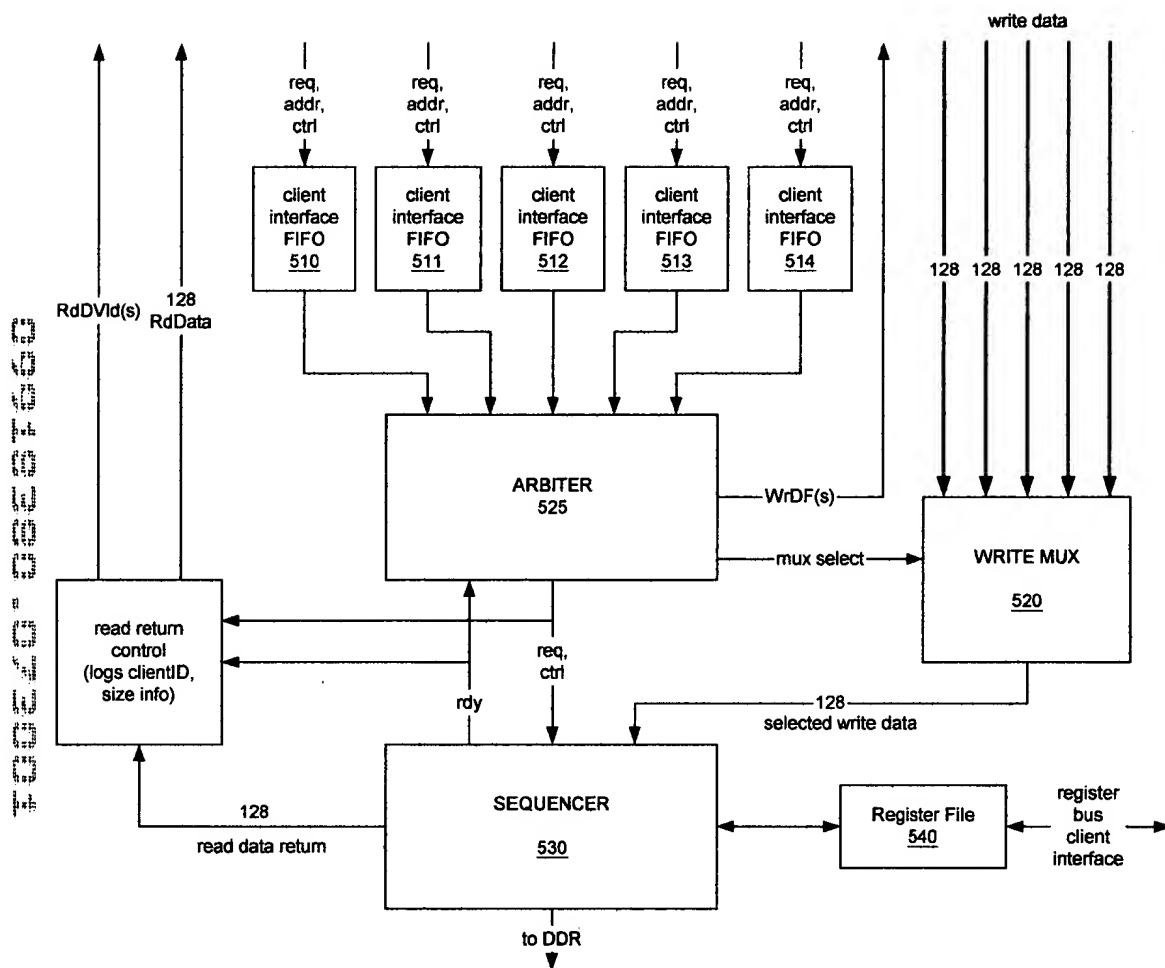 write data
req,
addr,
ctrl
req,
addr,
ctrl
req,
addr,
ctrl
req,
addr,
ctrl
req,
addr,
ctrl
client
interface
FIFO
510
client
interface
FIFO
511
client
interface
FIFO
512
client
interface
FIFO
513
client
interface
FIFO
514
128
128
128
128
128
RdDVld(s)
128
RdData
ARBITER
525
WrDF(s)
mux select
WRITE MUX
520
read return
control
(logs clientID,
size info)
req,
ctrl
rdy
128
selected write data
SEQUENCER
530
128
read data return
Register File
540
register
bus
client
interface
to DDR